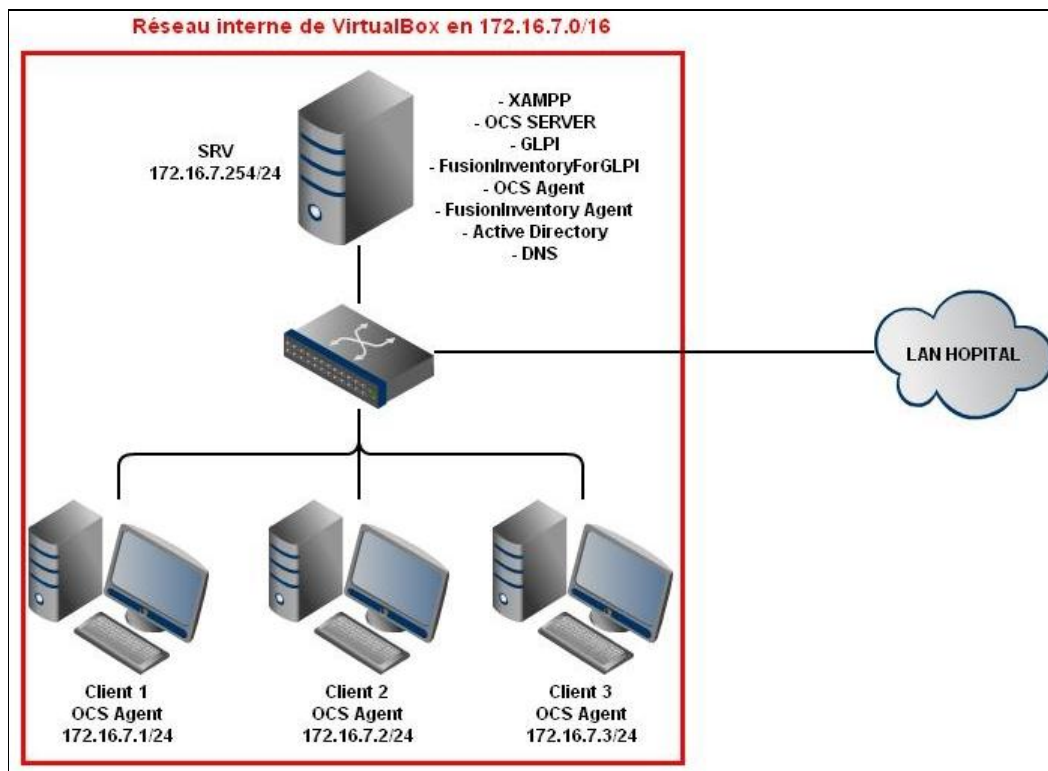 Réseau interne de VirtualBox en 172.16.7.0/16
SRV
172.16.7.254/24
- XAMPP
- OCS SERVER
- GLPI
- FusionInventoryForGLPI
- OCS Agent
- FusionInventory Agent
- Active Directory
- DNS
LAN HOPITAL
Client 1
OCS Agent
172.16.7.1/24
Client 2
OCS Agent
172.16.7.2/24
Client 3
OCS Agent
172.16.7.3/24